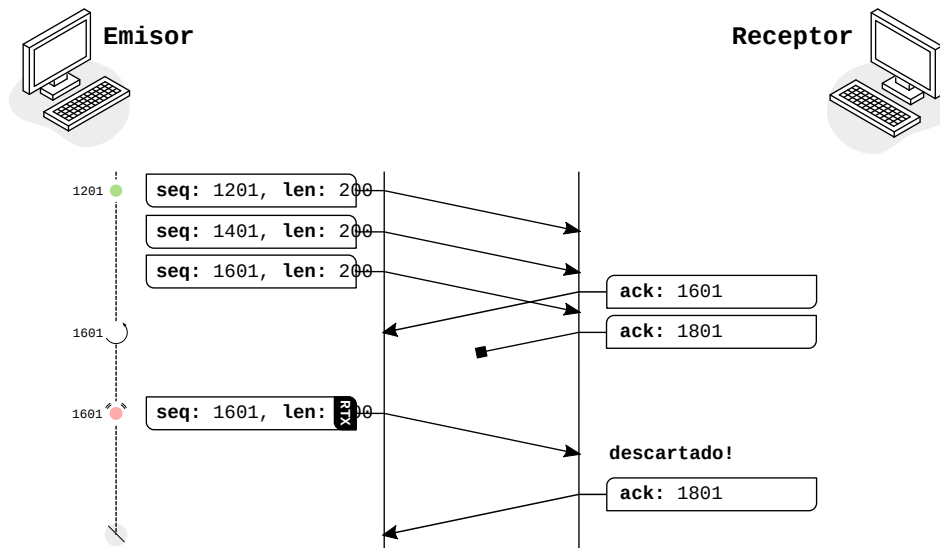 Emisor
Receptor
1201
seq: 1201, len: 200
seq: 1401, len: 200
seq: 1601, len: 200
ack: 1601
1601
ack: 1801
1601
seq: 1601, len: 00
RTX
descartado!
ack: 1801